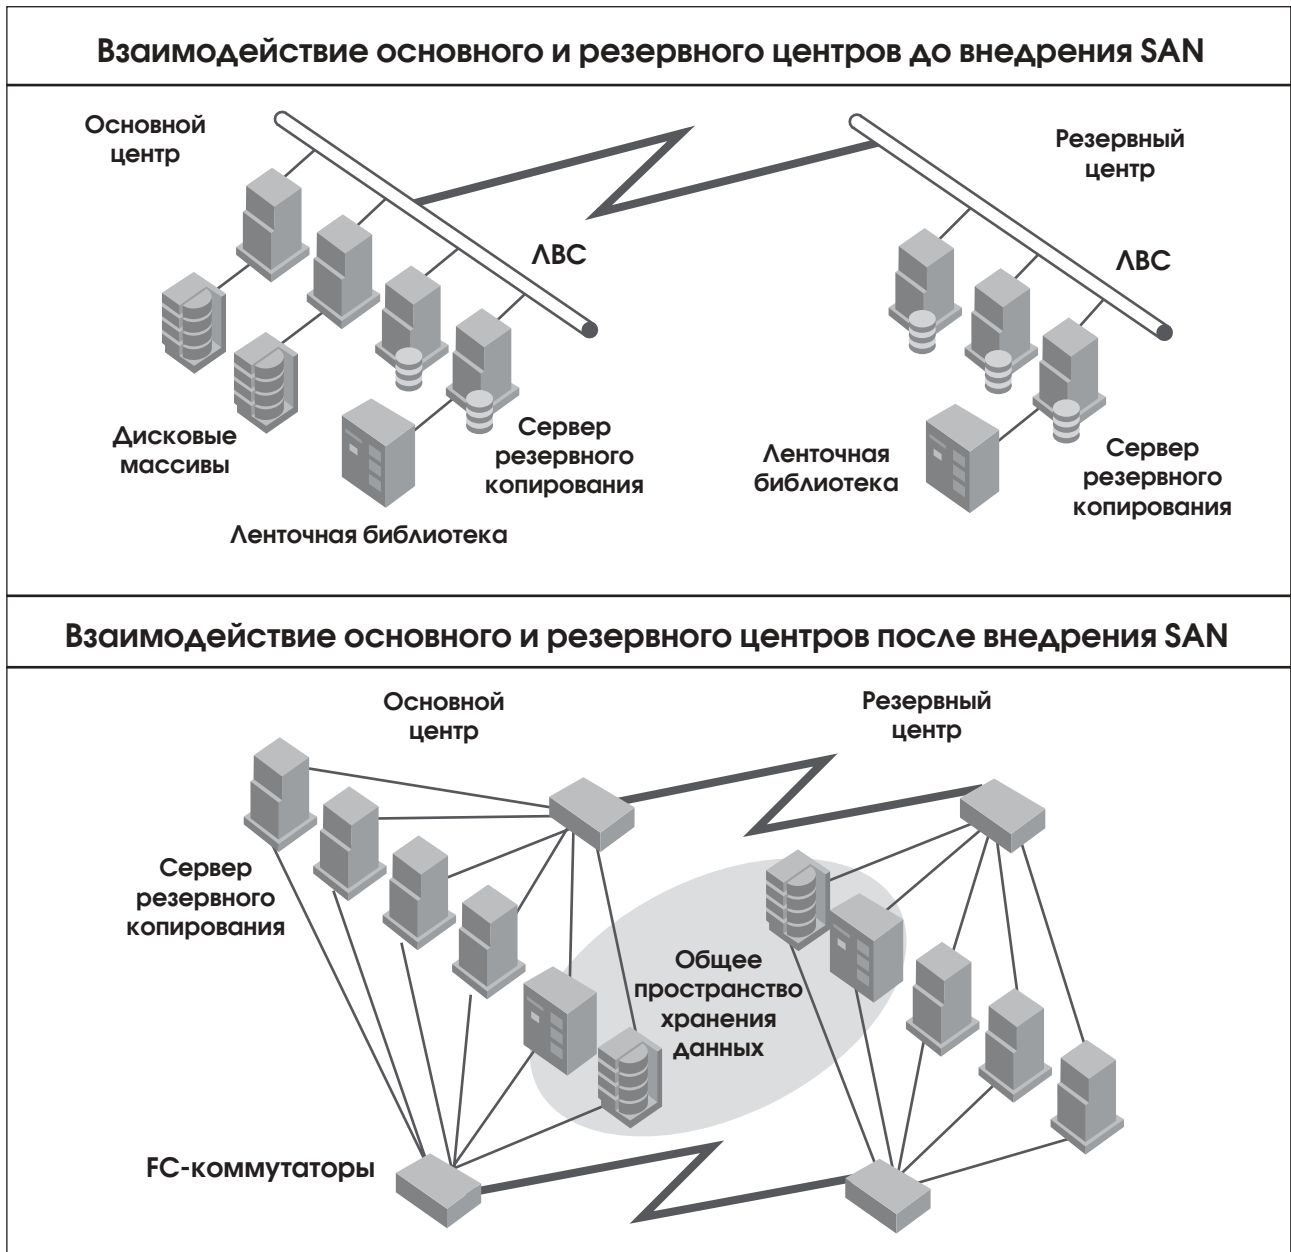 Взаимодействие основного и резервного центров до внедрения SAN
Основной
центр
Резервный
центр
ЛВС
ЛВС
Дисковые
массивы
Сервер
резервного
копирования
Ленточная библиотека
Ленточная
библиотека
Сервер
резервного
копирования
Взаимодействие основного и резервного центров после внедрения SAN
Основной
центр
Резервный
центр
Сервер
резервного
копирования
Общее
пространство
хранения
данных
FC-коммутаторы